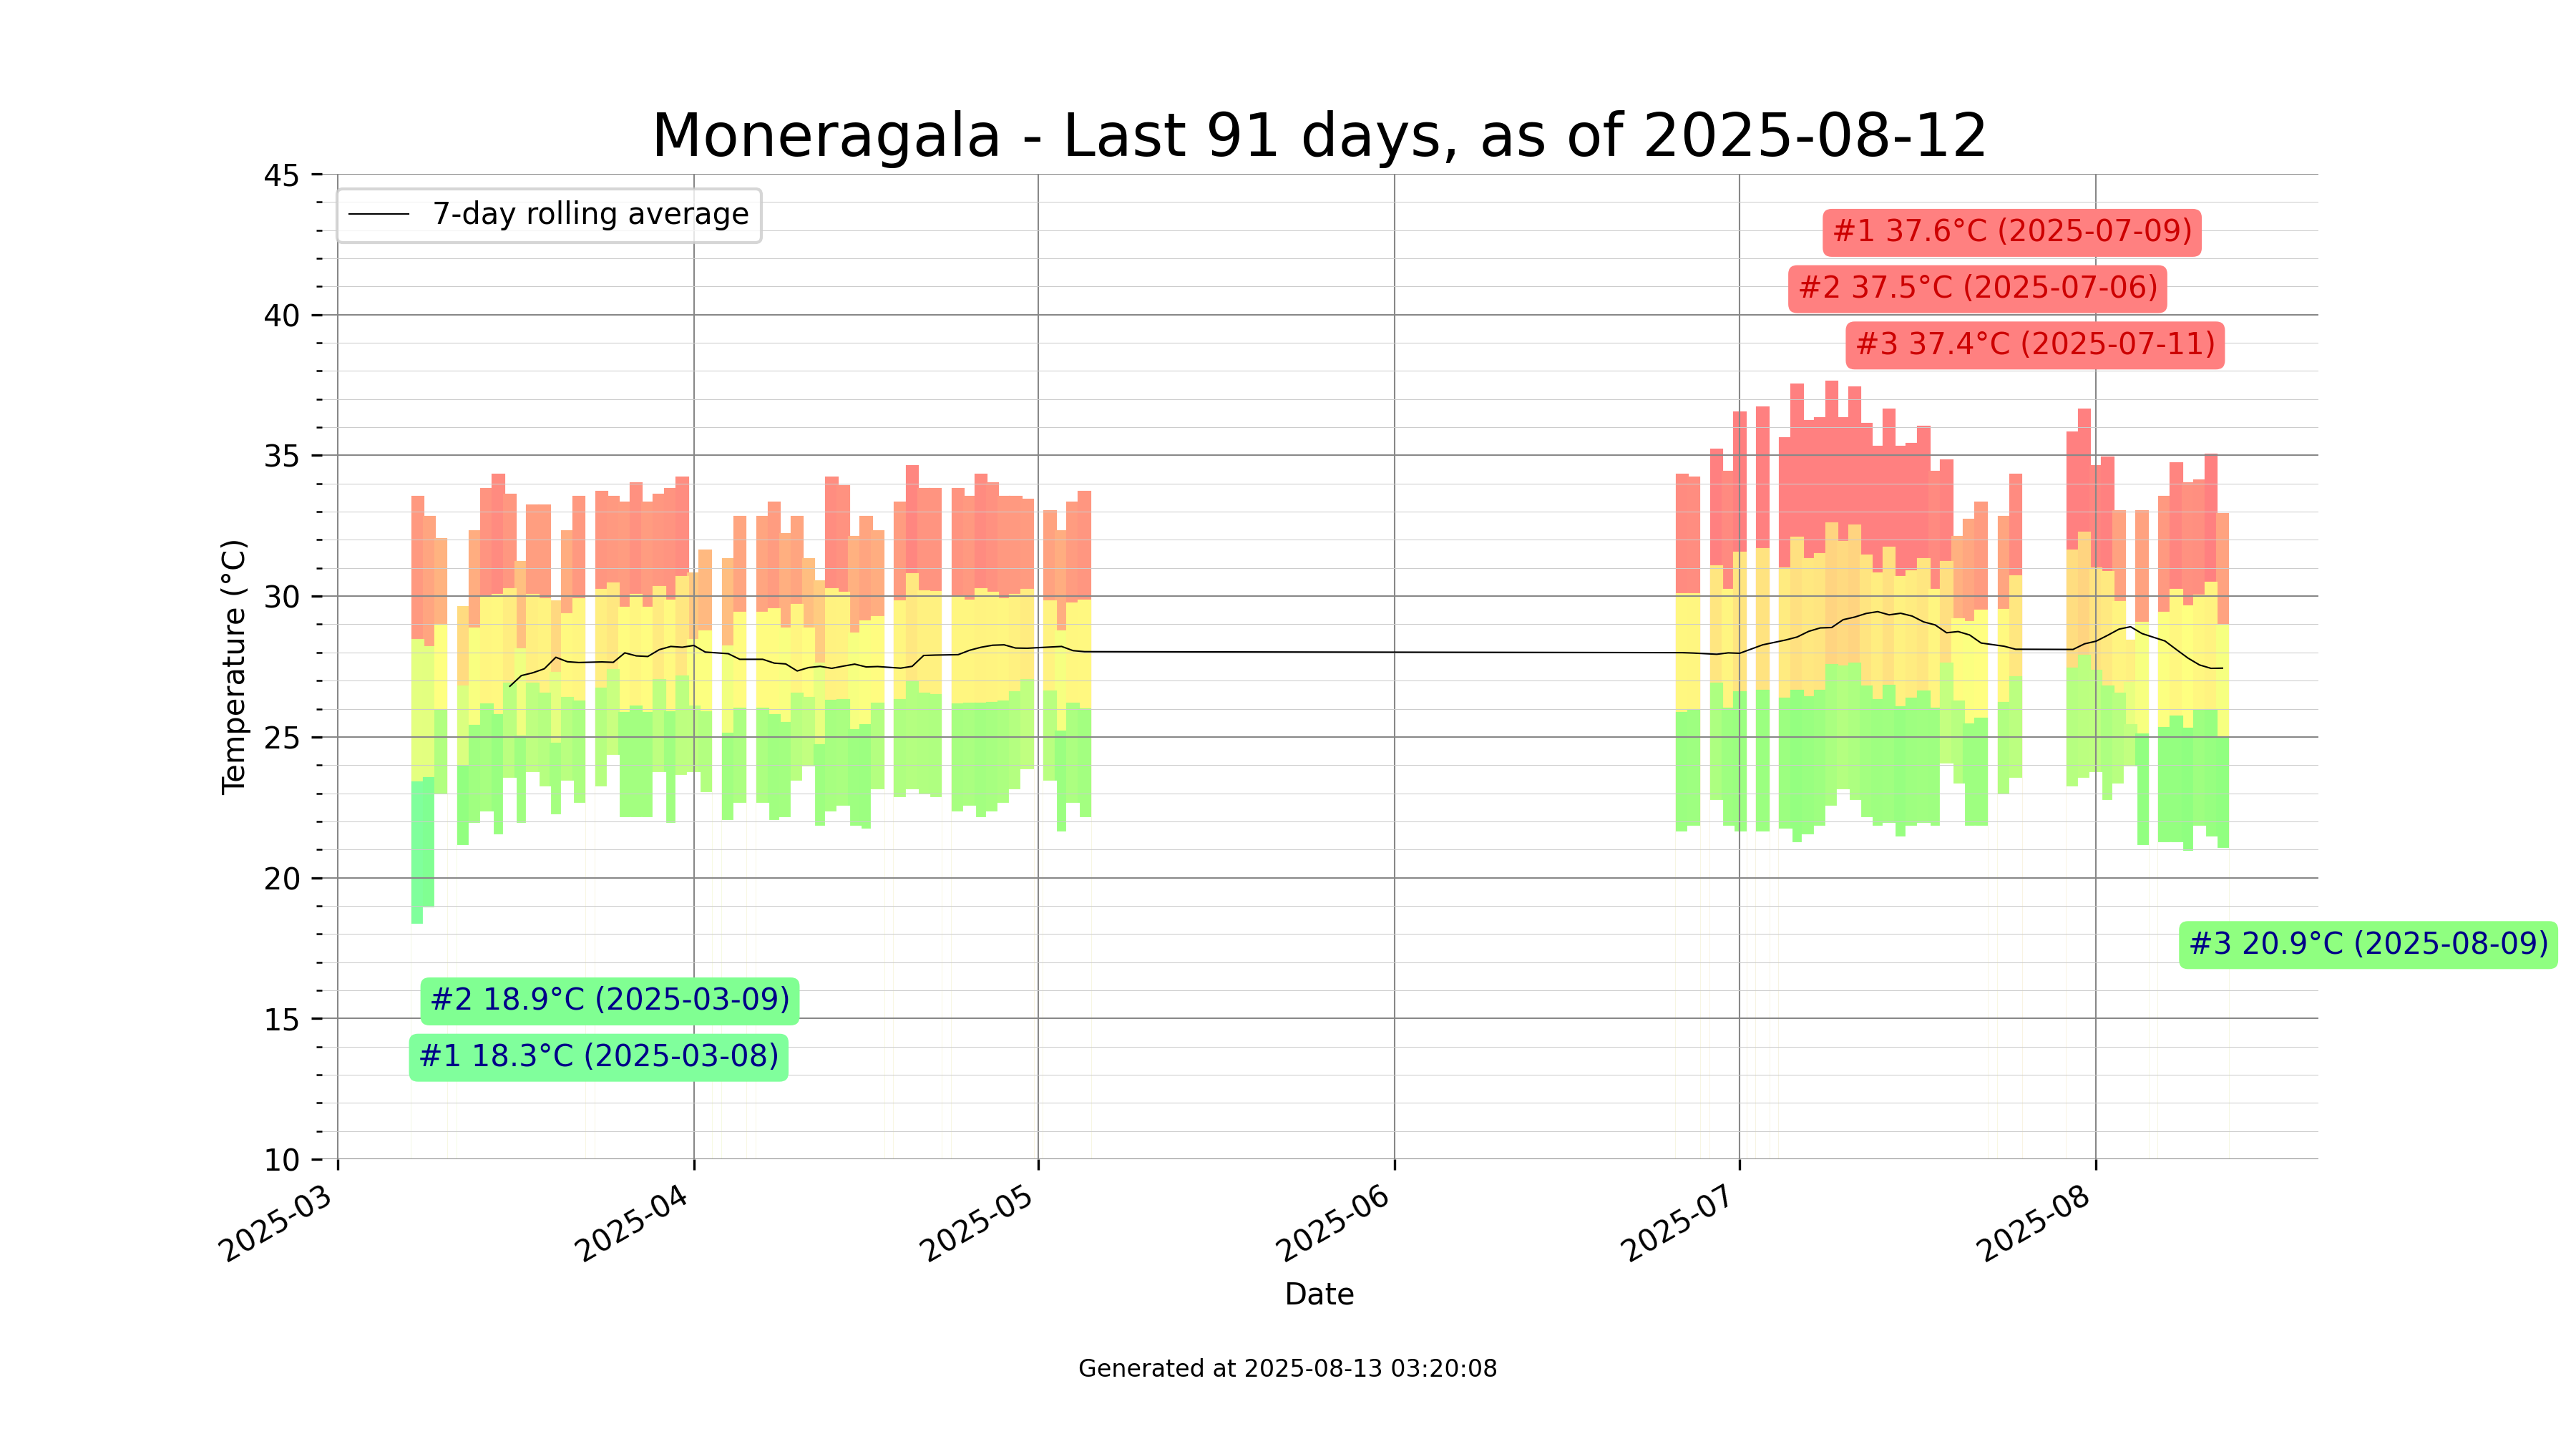 Moneragala - Last 91 days, as of 2025-08-12
7-day rolling average
#1 37.6°C (2025-07-09)
#2 37.5°C (2025-07-06)
#3 37.4°C (2025-07-11)
#3 20.9°C (2025-08-09)
#2 18.9°C (2025-03-09)
#1 18.3°C (2025-03-08)
Temperature (°C)
45
40
35
30
25
20
15
10
2025-03
2025-04
2025-05
2025-06
2025-07
2025-08
Date
Generated at 2025-08-13 03:20:08